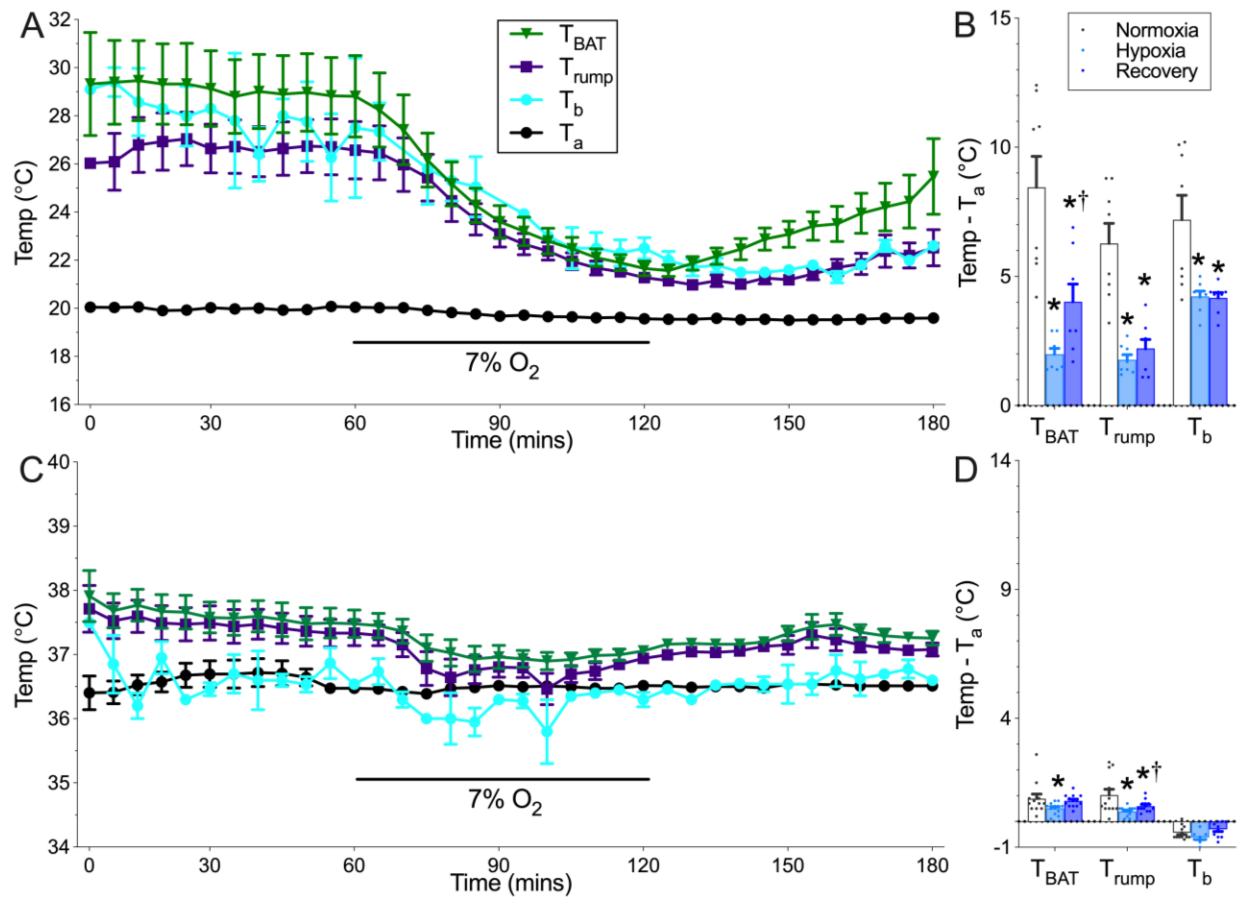 A
32
30
28
26
24
22
20
18
16
Temp (°C)
T_BAT
T_rump
T_b
T_a
7% O₂
0
30
60
90
120
150
180
Time (mins)
B
15
10
5
0
Temp - T_a (°C)
Normoxia
Hypoxia
Recovery
*
*†
*
*
*
*
T_BAT
T_rump
T_b
C
40
39
38
37
36
35
34
Temp (°C)
7% O₂
0
30
60
90
120
150
180
Time (mins)
D
14
9
4
-1
Temp - T_a (°C)
*
*
*†
T_BAT
T_rump
T_b